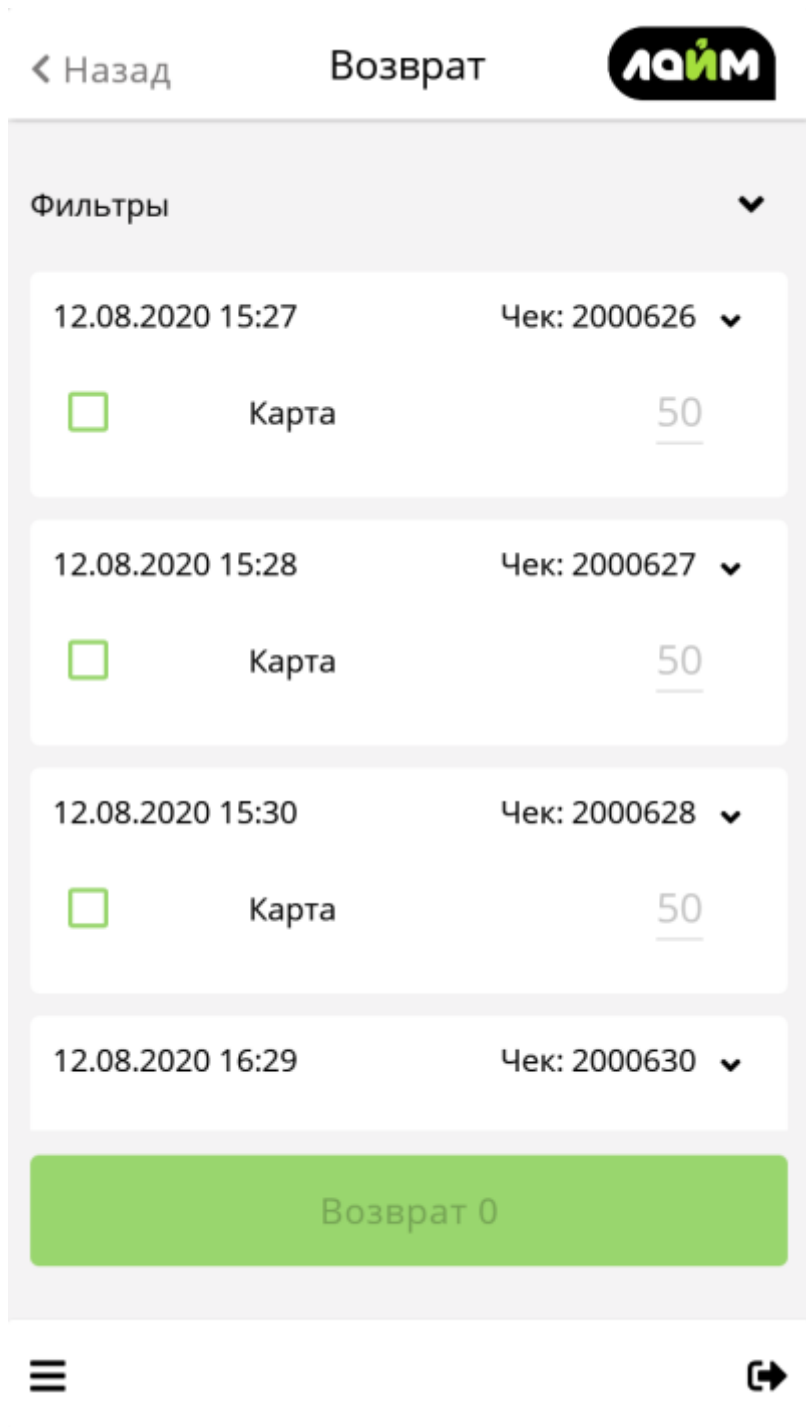 Назад Возврат лайм
Фильтры
12.08.2020 15:27 Чек: 2000626
Карта 50
12.08.2020 15:28 Чек: 2000627
Карта 50
12.08.2020 15:30 Чек: 2000628
Карта 50
12.08.2020 16:29 Чек: 2000630
Возврат 0